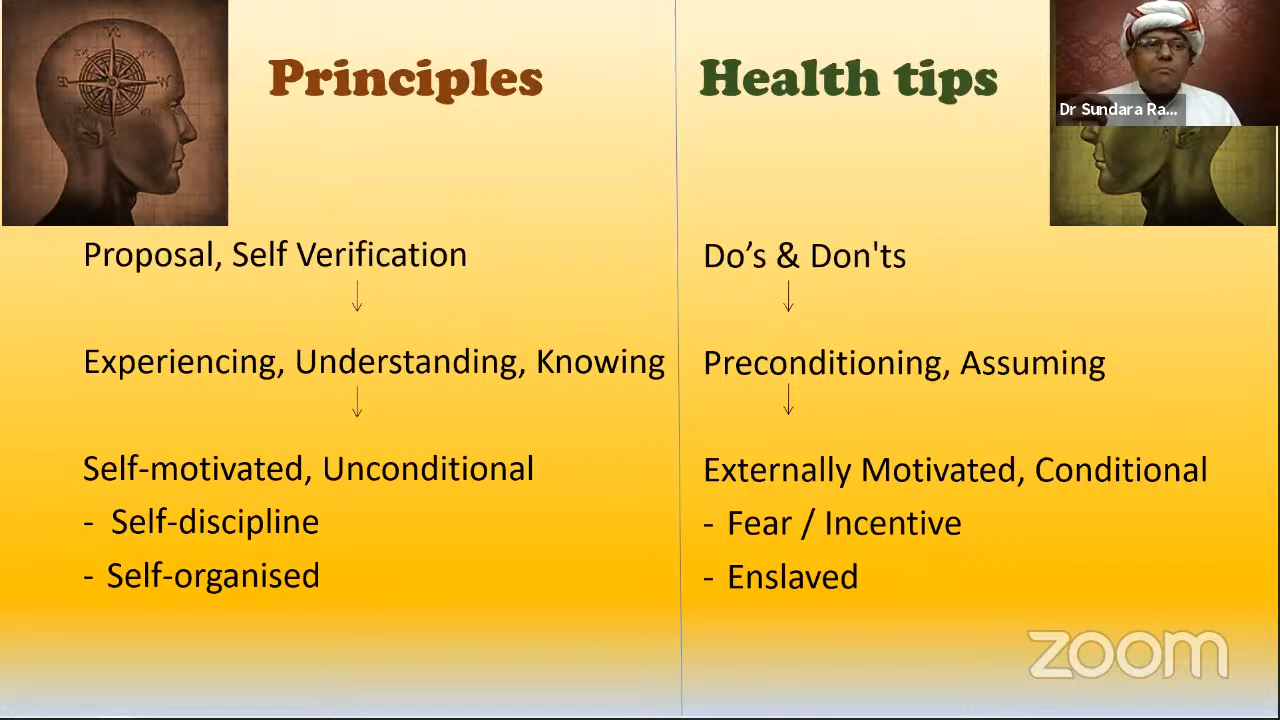 Principles
Proposal, Self Verification
Experiencing, Understanding, Knowing
Self-motivated, Unconditional
- Self-discipline
- Self-organised
Health tips
Do’s & Don'ts
Preconditioning, Assuming
Externally Motivated, Conditional
- Fear / Incentive
- Enslaved
Dr Sundara Ra...
zoom